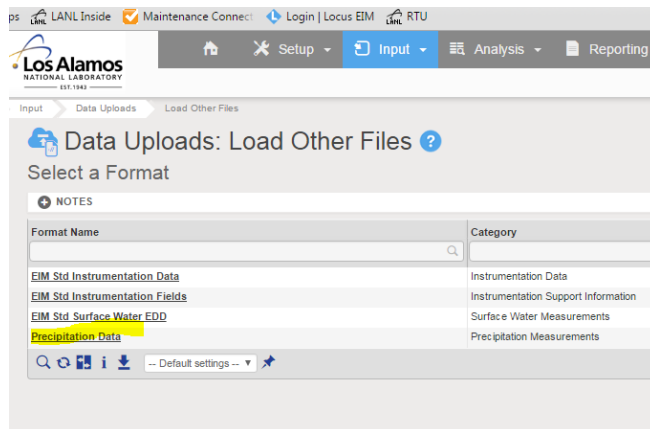 ps LANL Inside Maintenance Connect Login | Locus EIM RTU
Los Alamos
NATIONAL LABORATORY
EST. 1943
Setup Input Analysis Reporting
Input Data Uploads Load Other Files
Data Uploads: Load Other Files ?
Select a Format
NOTES
Format Name Category
EIM Std Instrumentation Data Instrumentation Data
EIM Std Instrumentation Fields Instrumentation Support Information
EIM Std Surface Water EDD Surface Water Measurements
Precipitation Data Precipitation Measurements
-- Default settings --